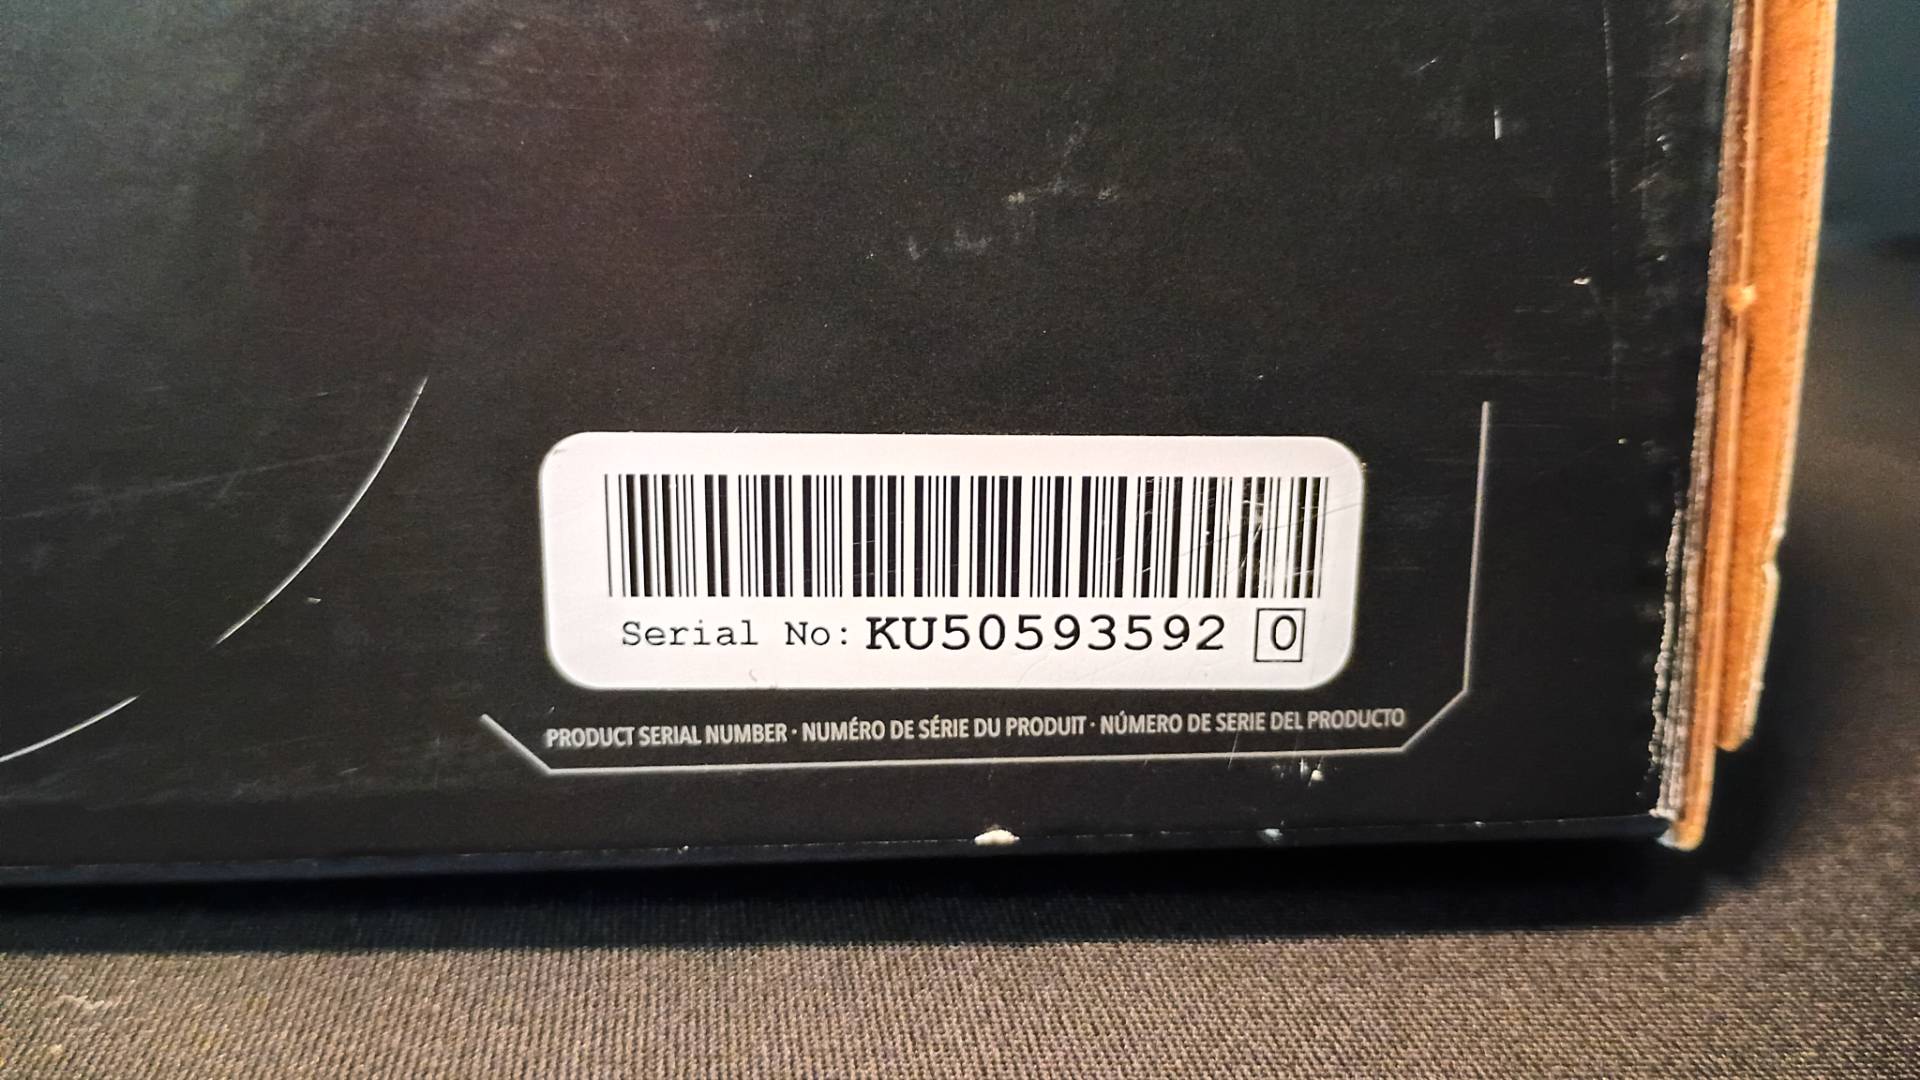 Serial No: KU50593592 0
PRODUCT SERIAL NUMBER · NUMÉRO DE SÉRIE DU PRODUIT · NÚMERO DE SERIE DEL PRODUCTO